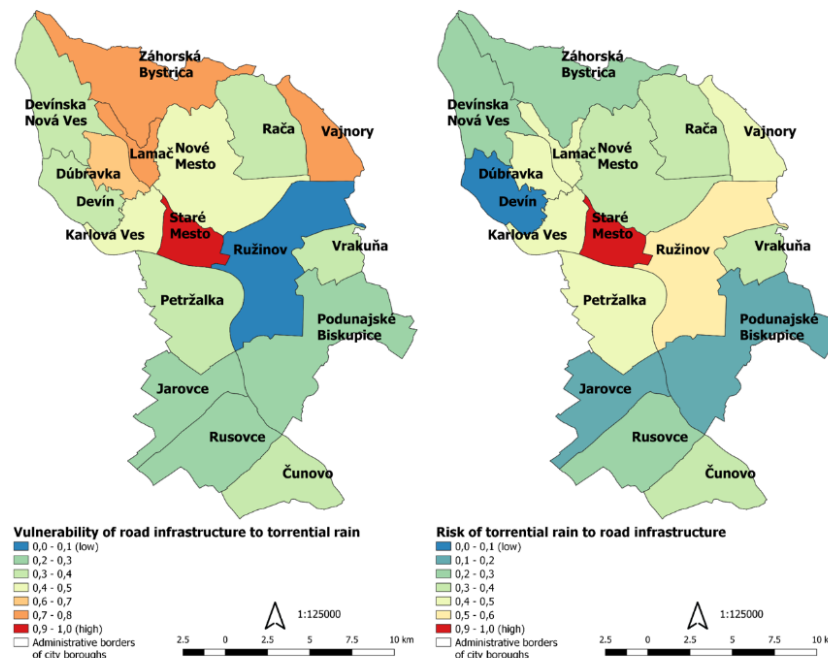 Záhorská
Bystrica
Devínska
Nová Ves
Lamač
Nové
Mesto
Rača
Vajnory
Dúbravka
Devín
Karlová Ves
Staré
Mesto
Ružinov
Vrakuňa
Petržalka
Podunajské
Biskupice
Jarovce
Rusovce
Čunovo
Vulnerability of road infrastructure to torrential rain
0,0 - 0,1 (low)
0,2 - 0,3
0,3 - 0,4
0,4 - 0,5
0,6 - 0,7
0,7 - 0,8
0,9 - 1,0 (high)
Administrative borders
of city boroughs
1:125000
2.5 0 2.5 5 7.5 10 km
Záhorská
Bystrica
Devínska
Nová Ves
Lamač
Nové
Mesto
Rača
Vajnory
Dúbravka
Devín
Karlová Ves
Staré
Mesto
Ružinov
Vrakuňa
Petržalka
Podunajské
Biskupice
Jarovce
Rusovce
Čunovo
Risk of torrential rain to road infrastructure
0,0 - 0,1 (low)
0,1 - 0,2
0,2 - 0,3
0,3 - 0,4
0,4 - 0,5
0,5 - 0,6
0,9 - 1,0 (high)
Administrative borders
of city boroughs
1:125000
2.5 0 2.5 5 7.5 10 km